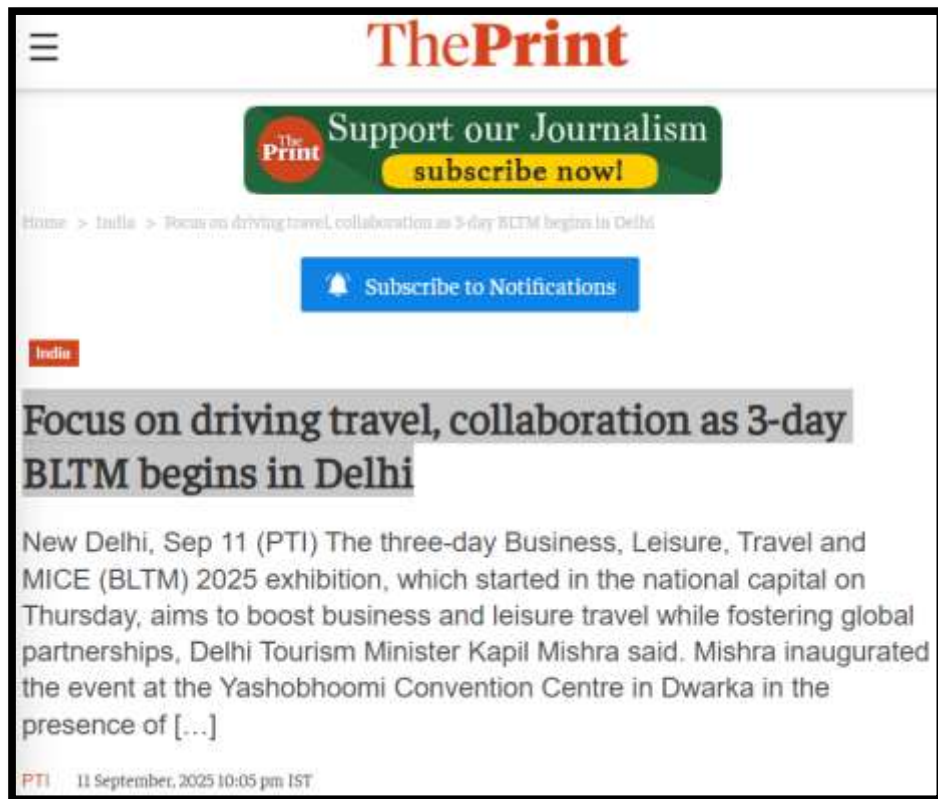 ThePrint
The Print
Support our Journalism
subscribe now!
Home > India > Focus on driving travel, collaboration as 3-day BLTM begins in Delhi
Subscribe to Notifications
India
Focus on driving travel, collaboration as 3-day
BLTM begins in Delhi
New Delhi, Sep 11 (PTI) The three-day Business, Leisure, Travel and
MICE (BLTM) 2025 exhibition, which started in the national capital on
Thursday, aims to boost business and leisure travel while fostering global
partnerships, Delhi Tourism Minister Kapil Mishra said. Mishra inaugurated
the event at the Yashobhoomi Convention Centre in Dwarka in the
presence of […]
PTI 11 September, 2025 10:05 pm IST